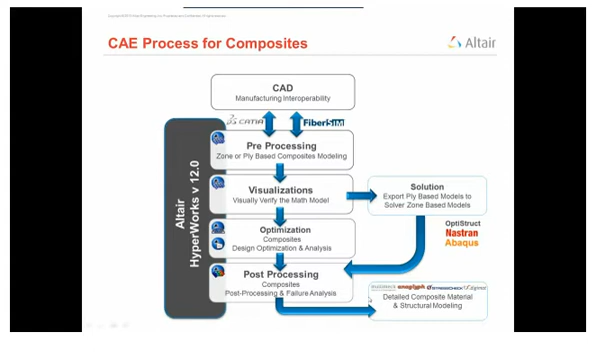 CAE Process for Composites
Altair
CAD
Manufacturing Interoperability
CATIA
FiberSIM
Pre Processing
Zone or Ply Based Composites Modeling
Altair
HyperWorks v 12.0
Visualizations
Visually Verify the Math Model
Solution
Export Ply Based Models to
Solver Zone Based Models
OptiStruct
Nastran
Abaqus
Optimization
Composites
Design Optimization & Analysis
Post Processing
Composites
Post-Processing & Failure Analysis
Detailed Composite Material
& Structural Modeling